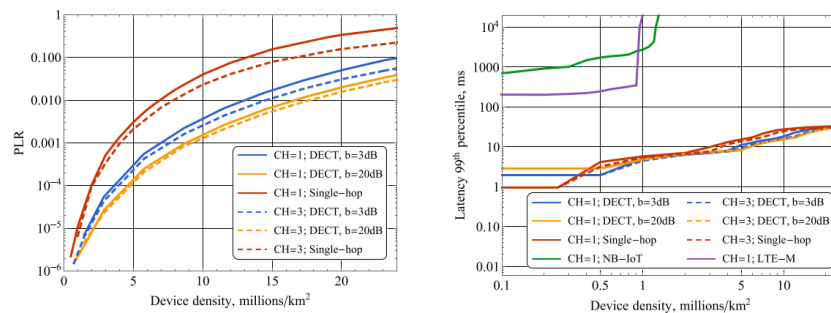 1
0.100
0.010
0.001
10⁻⁴
10⁻⁵
10⁻⁶
PLR
CH=1; DECT, b=3dB
CH=1; DECT, b=20dB
CH=1; Single-hop
CH=3; DECT, b=3dB
CH=3; DECT, b=20dB
CH=3; Single-hop
0 5 10 15 20
Device density, millions/km²
10⁴
1000
100
10
1
0.10
0.01
Latency 99th percentile, ms
CH=1; DECT, b=3dB CH=3; DECT, b=3dB
CH=1; DECT, b=20dB CH=3; DECT, b=20dB
CH=1; Single-hop CH=3; Single-hop
CH=1; NB-IoT CH=1; LTE-M
0.1 0.5 1 5 10
Device density, millions/km²